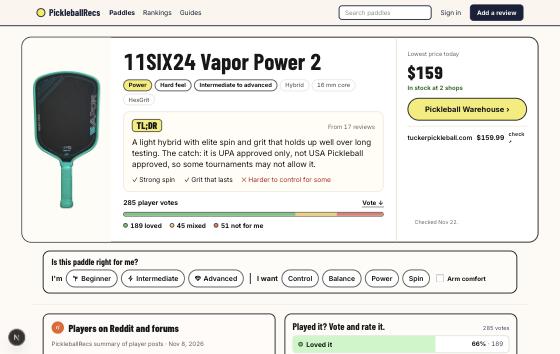 PickleballRecs
Paddles
Rankings
Guides
Search paddles
Sign in
Add a review
11SIX24 Vapor Power 2
Power
Hard feel
Intermediate to advanced
Hybrid
16 mm core
HexGrit
TL;DR
From 17 reviews
A light hybrid with elite spin and grit that holds up well over long
testing. The catch: it is UPA approved only, not USA Pickleball
approved, so some tournaments may not allow it.
✓ Strong spin ✓ Grit that lasts × Harder to control for some
285 player votes
Vote ↓
189 loved 45 mixed 51 not for me
Lowest price today
$159
In stock at 2 shops
Pickleball Warehouse ›
tuckerpickleball.com $159.99 check ↗
Checked Nov 22.
Is this paddle right for me?
I'm Beginner Intermediate Advanced I want Control Balance Power Spin Arm comfort
Players on Reddit and forums
PickleballRecs summary of player posts · Nov 8, 2026
Played it? Vote and rate it.
285 votes
Loved it
66% · 189
N